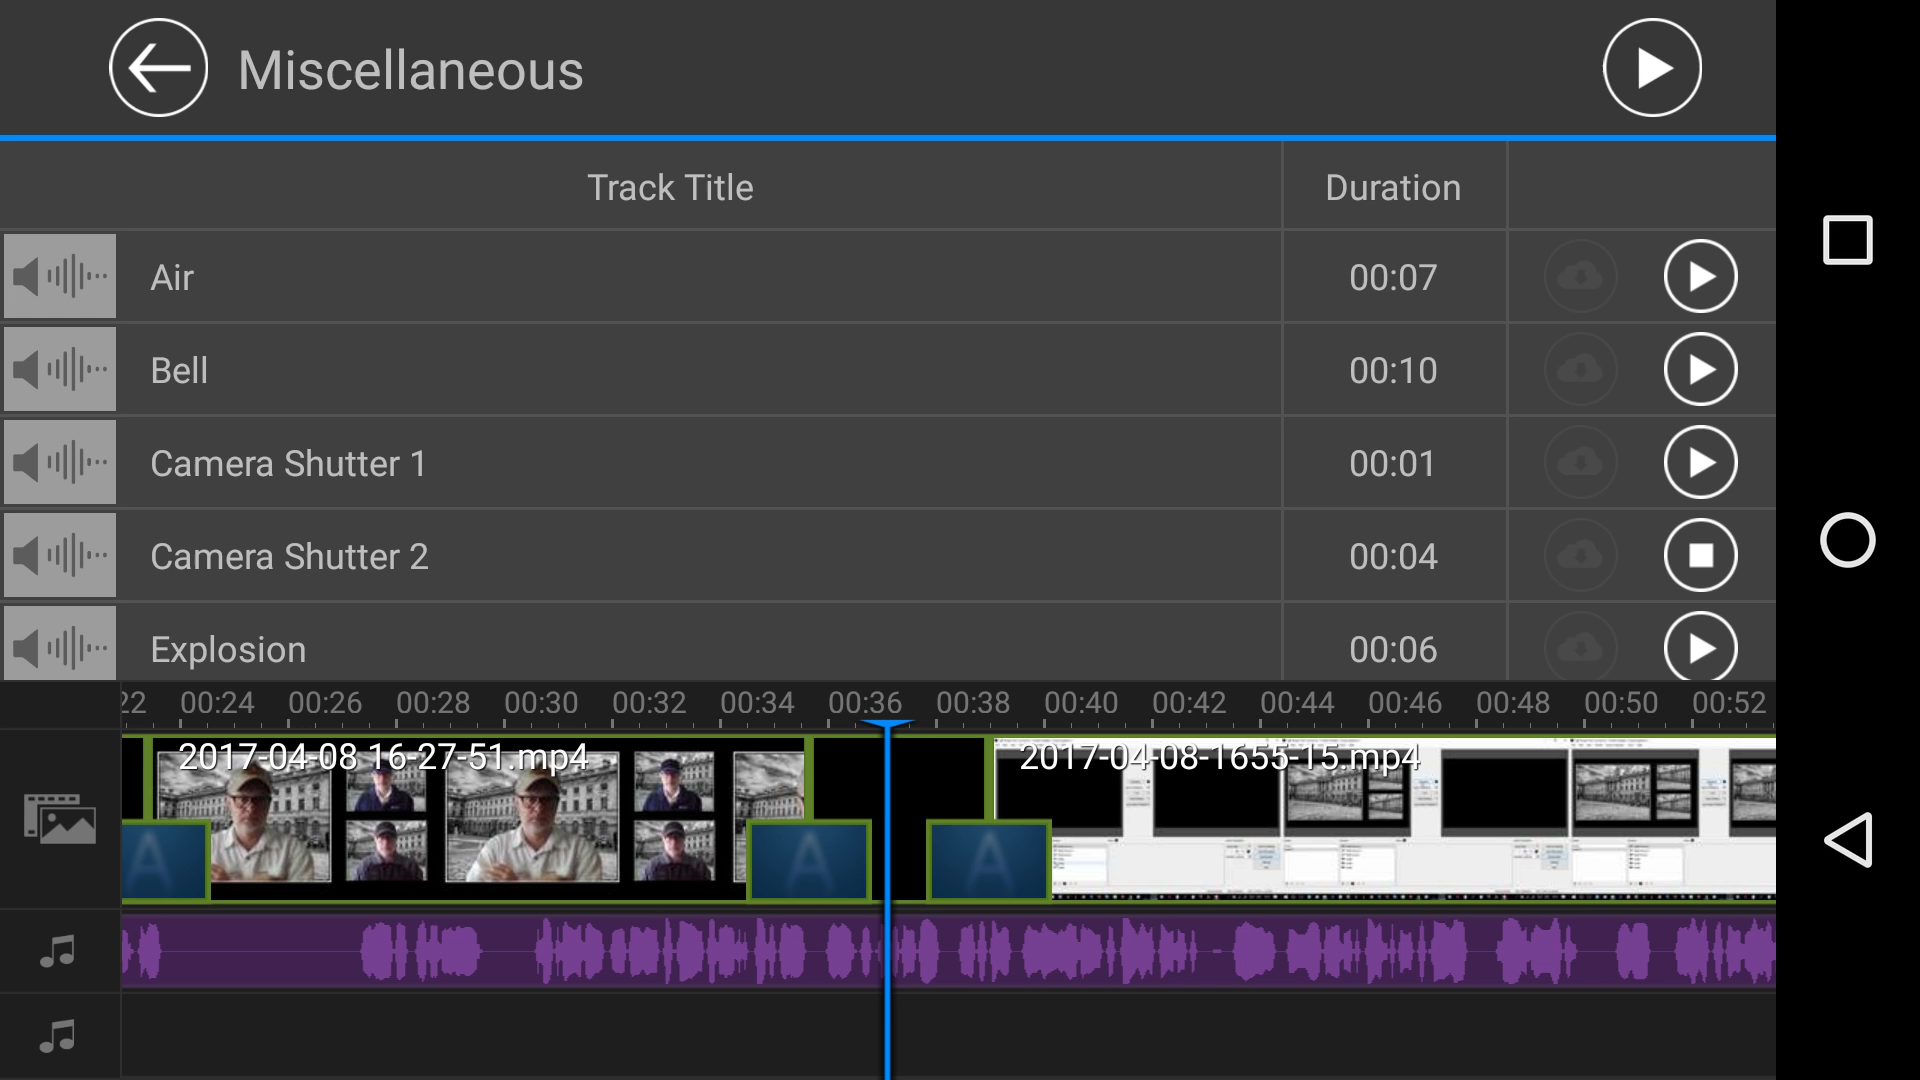 Miscellaneous
Track Title Duration
Air 00:07
Bell 00:10
Camera Shutter 1 00:01
Camera Shutter 2 00:04
Explosion 00:06
22 00:24 00:26 00:28 00:30 00:32 00:34 00:36 00:38 00:40 00:42 00:44 00:46 00:48 00:50 00:52
2017-04-08 16-27-51.mp4 2017-04-08-1655-15.mp4
A A A